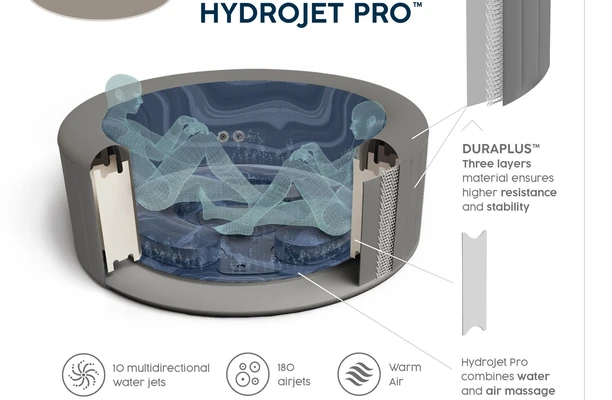 HYDROJET PRO™
DURAPLUS™
Three layers
material ensures
higher resistance
and stability
10 multidirectional
water jets
180
airjets
Warm
Air
Hydrojet Pro
combines water
and air massage